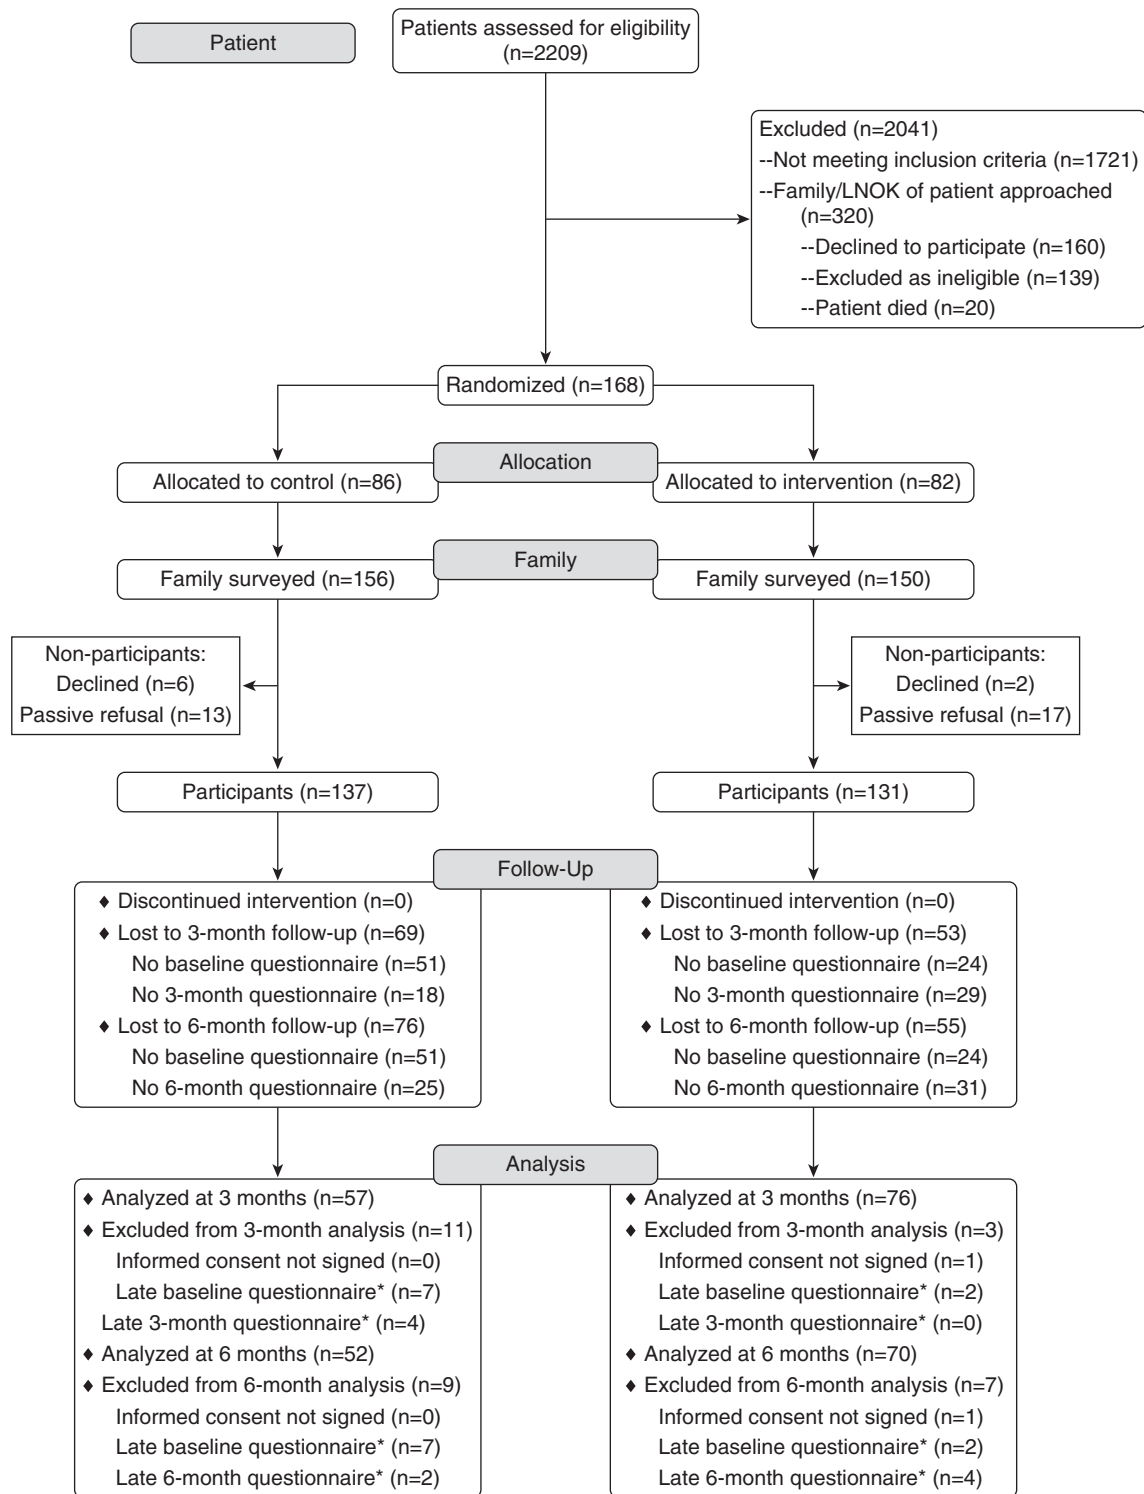 Patient
Patients assessed for eligibility
(n=2209)
Excluded (n=2041)
--Not meeting inclusion criteria (n=1721)
--Family/LNOK of patient approached
(n=320)
--Declined to participate (n=160)
--Excluded as ineligible (n=139)
--Patient died (n=20)
Randomized (n=168)
Allocation
Allocated to control (n=86)
Allocated to intervention (n=82)
Family
Family surveyed (n=156)
Family surveyed (n=150)
Non-participants:
Declined (n=6)
Passive refusal (n=13)
Non-participants:
Declined (n=2)
Passive refusal (n=17)
Participants (n=137)
Participants (n=131)
Follow-Up
♦ Discontinued intervention (n=0)
♦ Lost to 3-month follow-up (n=69)
No baseline questionnaire (n=51)
No 3-month questionnaire (n=18)
♦ Lost to 6-month follow-up (n=76)
No baseline questionnaire (n=51)
No 6-month questionnaire (n=25)
♦ Discontinued intervention (n=0)
♦ Lost to 3-month follow-up (n=53)
No baseline questionnaire (n=24)
No 3-month questionnaire (n=29)
♦ Lost to 6-month follow-up (n=55)
No baseline questionnaire (n=24)
No 6-month questionnaire (n=31)
Analysis
♦ Analyzed at 3 months (n=57)
♦ Excluded from 3-month analysis (n=11)
Informed consent not signed (n=0)
Late baseline questionnaire* (n=7)
Late 3-month questionnaire* (n=4)
♦ Analyzed at 6 months (n=52)
♦ Excluded from 6-month analysis (n=9)
Informed consent not signed (n=0)
Late baseline questionnaire* (n=7)
Late 6-month questionnaire* (n=2)
♦ Analyzed at 3 months (n=76)
♦ Excluded from 3-month analysis (n=3)
Informed consent not signed (n=1)
Late baseline questionnaire* (n=2)
Late 3-month questionnaire* (n=0)
♦ Analyzed at 6 months (n=70)
♦ Excluded from 6-month analysis (n=7)
Informed consent not signed (n=1)
Late baseline questionnaire* (n=2)
Late 6-month questionnaire* (n=4)